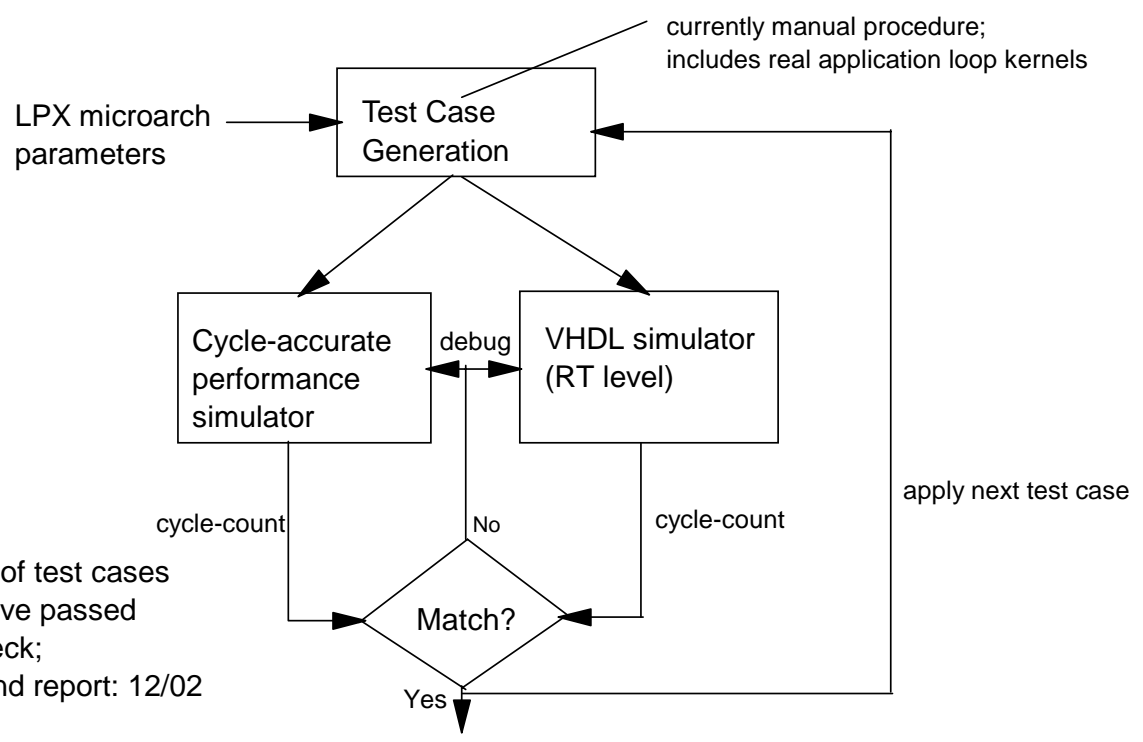 currently manual procedure;
includes real application loop kernels
LPX microarch
parameters
Test Case
Generation
Cycle-accurate
performance
simulator
debug
VHDL simulator
(RT level)
apply next test case
cycle-count
No
cycle-count
of test cases
ve passed
eck;
nd report: 12/02
Match?
Yes